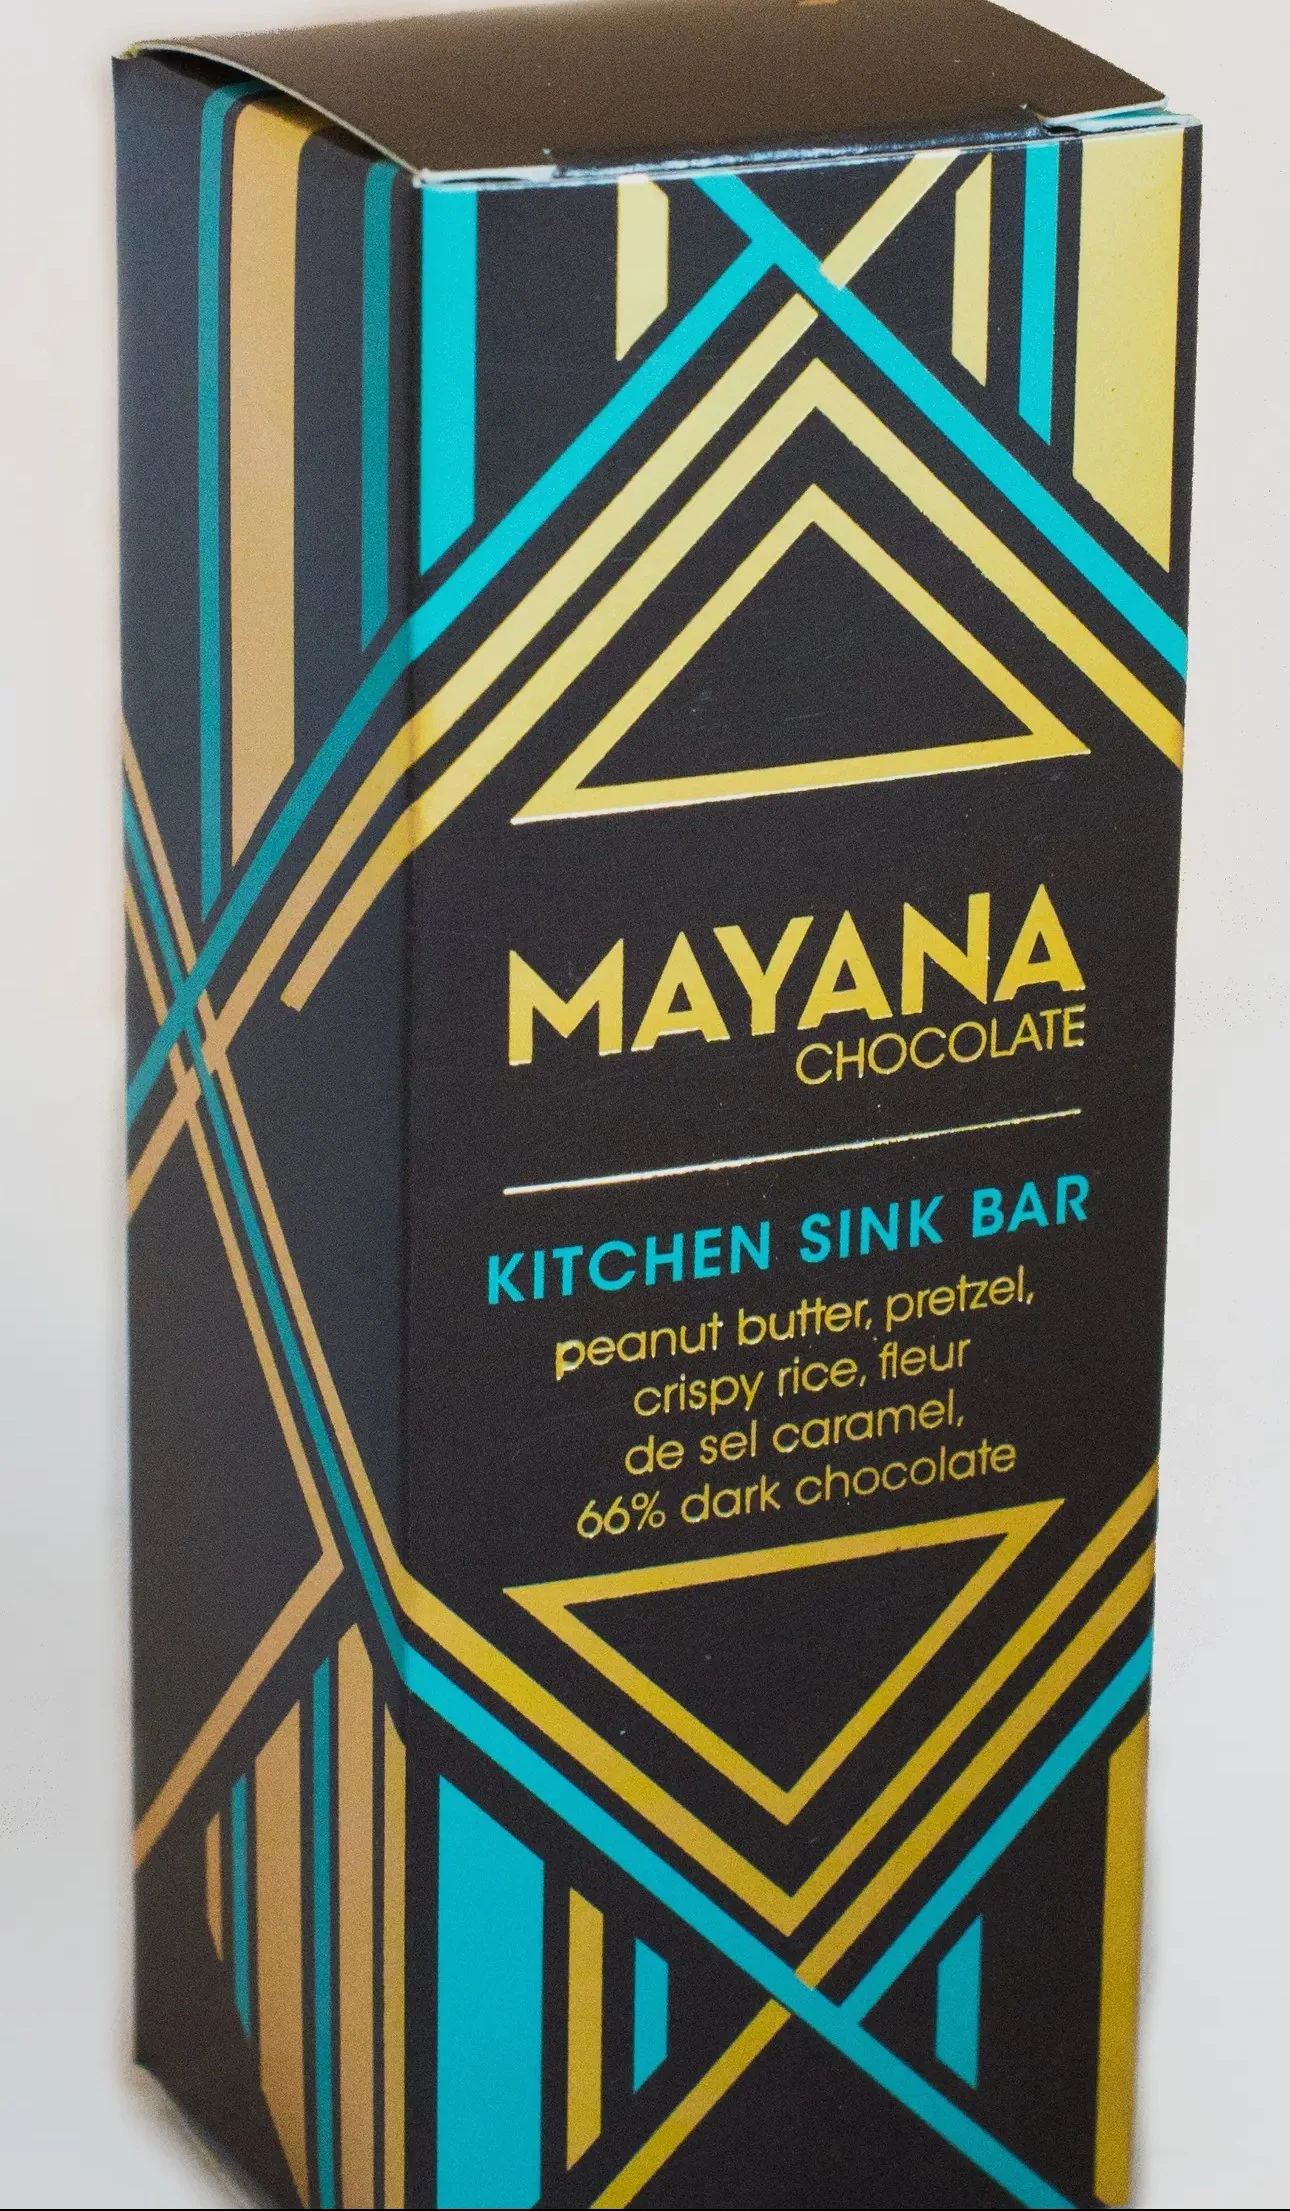 MAYANA
CHOCOLATE
KITCHEN SINK BAR
peanut butter, pretzel,
crispy rice, fleur
de sel caramel,
66% dark chocolate